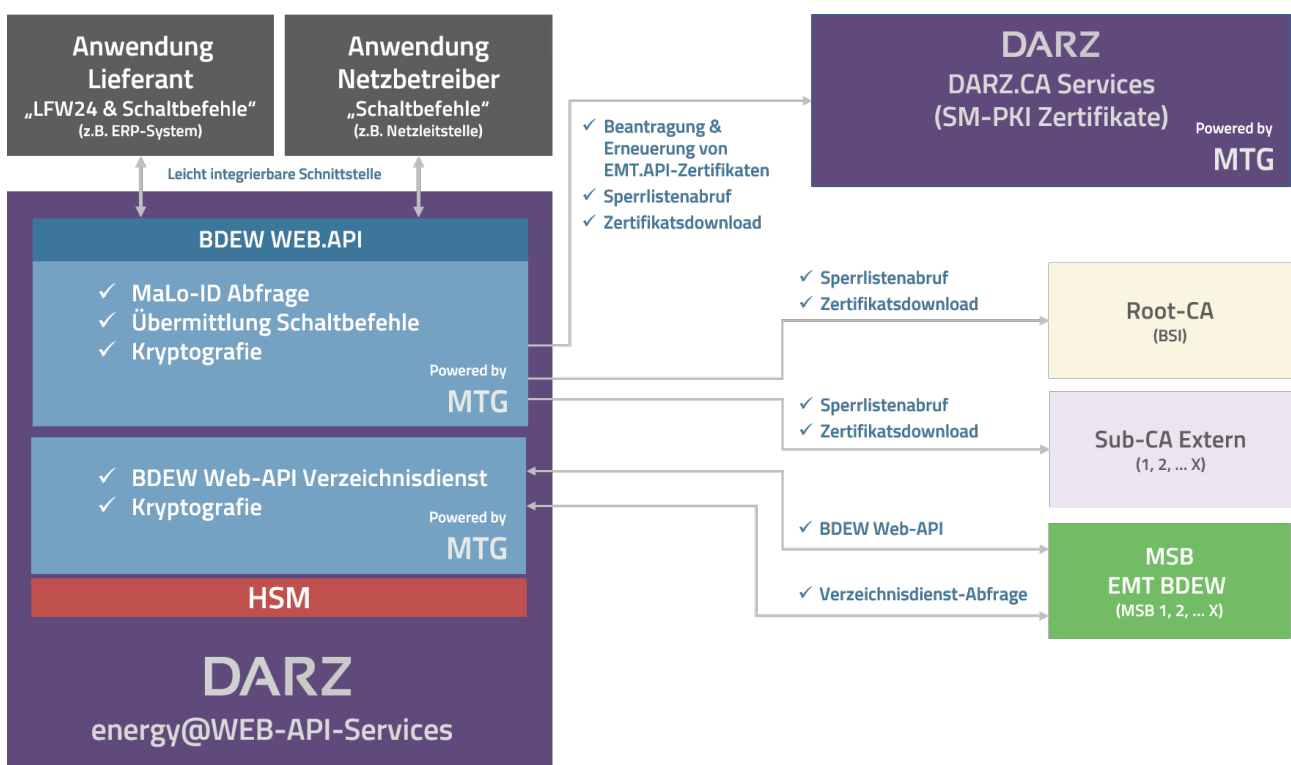 Anwendung
Lieferant
„LFW24 & Schaltbefehle“
(z.B. ERP-System)
Anwendung
Netzbetreiber
„Schaltbefehle“
(z.B. Netzleitstelle)
Leicht integrierbare Schnittstelle
BDEW WEB.API
✓ MaLo-ID Abfrage
✓ Übermittlung Schaltbefehle
✓ Kryptografie
Powered by
MTG
✓ BDEW Web-API Verzeichnisdienst
✓ Kryptografie
Powered by
MTG
HSM
DARZ
energy@WEB-API-Services
✓ Beantragung &
Erneuerung von
EMT.API-Zertifikaten
✓ Sperrlistenabruf
✓ Zertifikatsdownload
DARZ
DARZ.CA Services
(SM-PKI Zertifikate)
Powered by
MTG
✓ Sperrlistenabruf
✓ Zertifikatsdownload
Root-CA
(BSI)
✓ Sperrlistenabruf
✓ Zertifikatsdownload
Sub-CA Extern
(1, 2, ... X)
✓ BDEW Web-API
✓ Verzeichnisdienst-Abfrage
MSB
EMT BDEW
(MSB 1, 2, ... X)